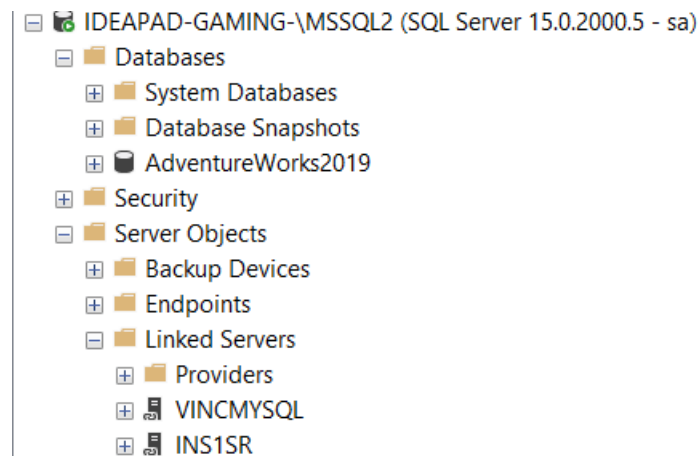 IDEAPAD-GAMING-\MSSQL2 (SQL Server 15.0.2000.5 - sa)
Databases
System Databases
Database Snapshots
AdventureWorks2019
Security
Server Objects
Backup Devices
Endpoints
Linked Servers
Providers
VINCMYSQL
INS1SR